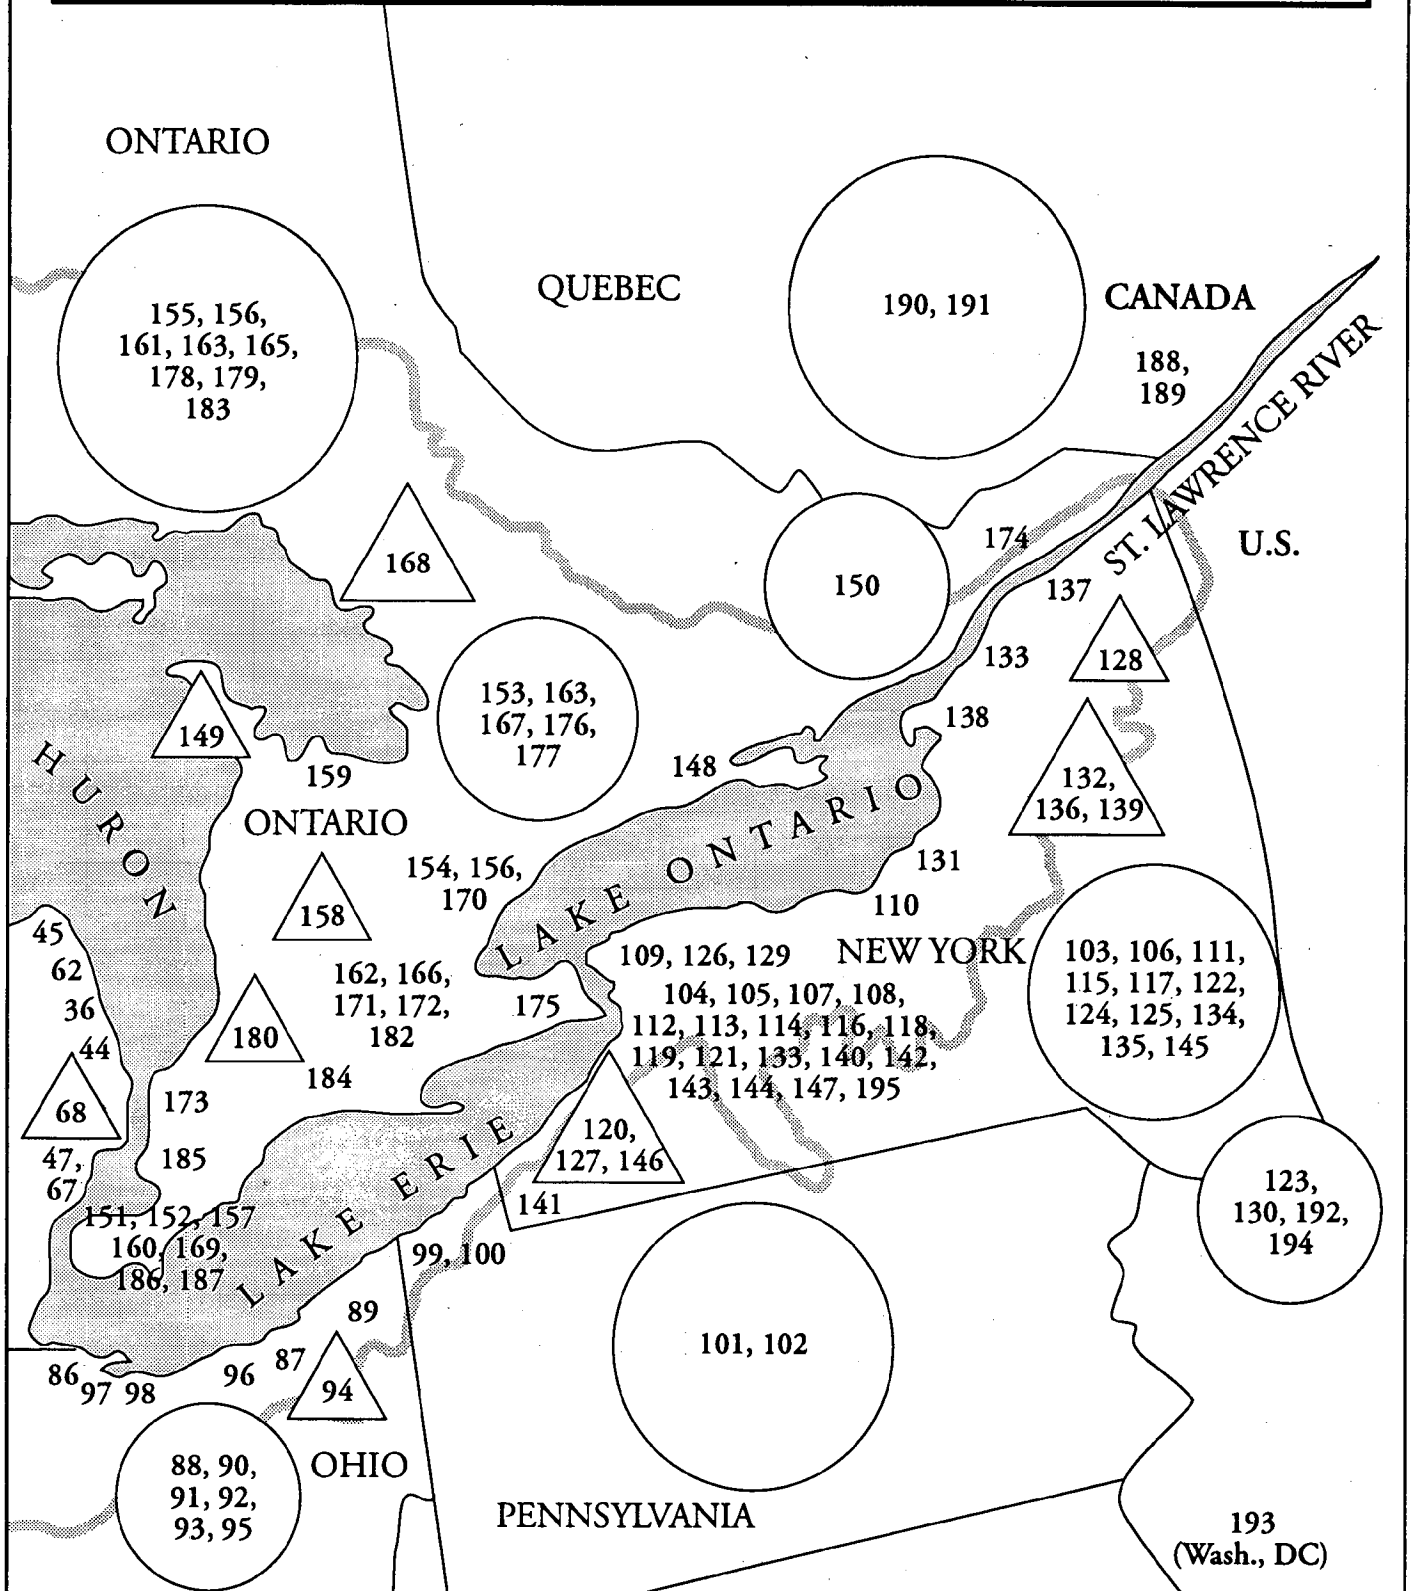 ONTARIO
QUEBEC
CANADA
155, 156,
161, 163, 165,
178, 179,
183
190, 191
188,
189
ST. LAWRENCE RIVER
U.S.
168
174
150
137
128
133
153, 163,
167, 176,
177
138
149
159
148
132,
136, 139
HURON
ONTARIO
LAKE ONTARIO
154, 156,
170
131
158
110
45
62
36
44
162, 166,
171, 172,
182
109, 126, 129
NEW YORK
103, 106, 111,
115, 117, 122,
124, 125, 134,
135, 145
175
104, 105, 107, 108,
112, 113, 114, 116, 118,
119, 121, 133, 140, 142,
143, 144, 147, 195
180
184
68
173
120,
127, 146
47,
67
185
LAKE ERIE
141
123,
130, 192,
194
151, 152, 157
160, 169,
186, 187
99, 100
89
101, 102
86
97
98
96
87
94
88, 90,
91, 92,
93, 95
OHIO
PENNSYLVANIA
193
(Wash., DC)